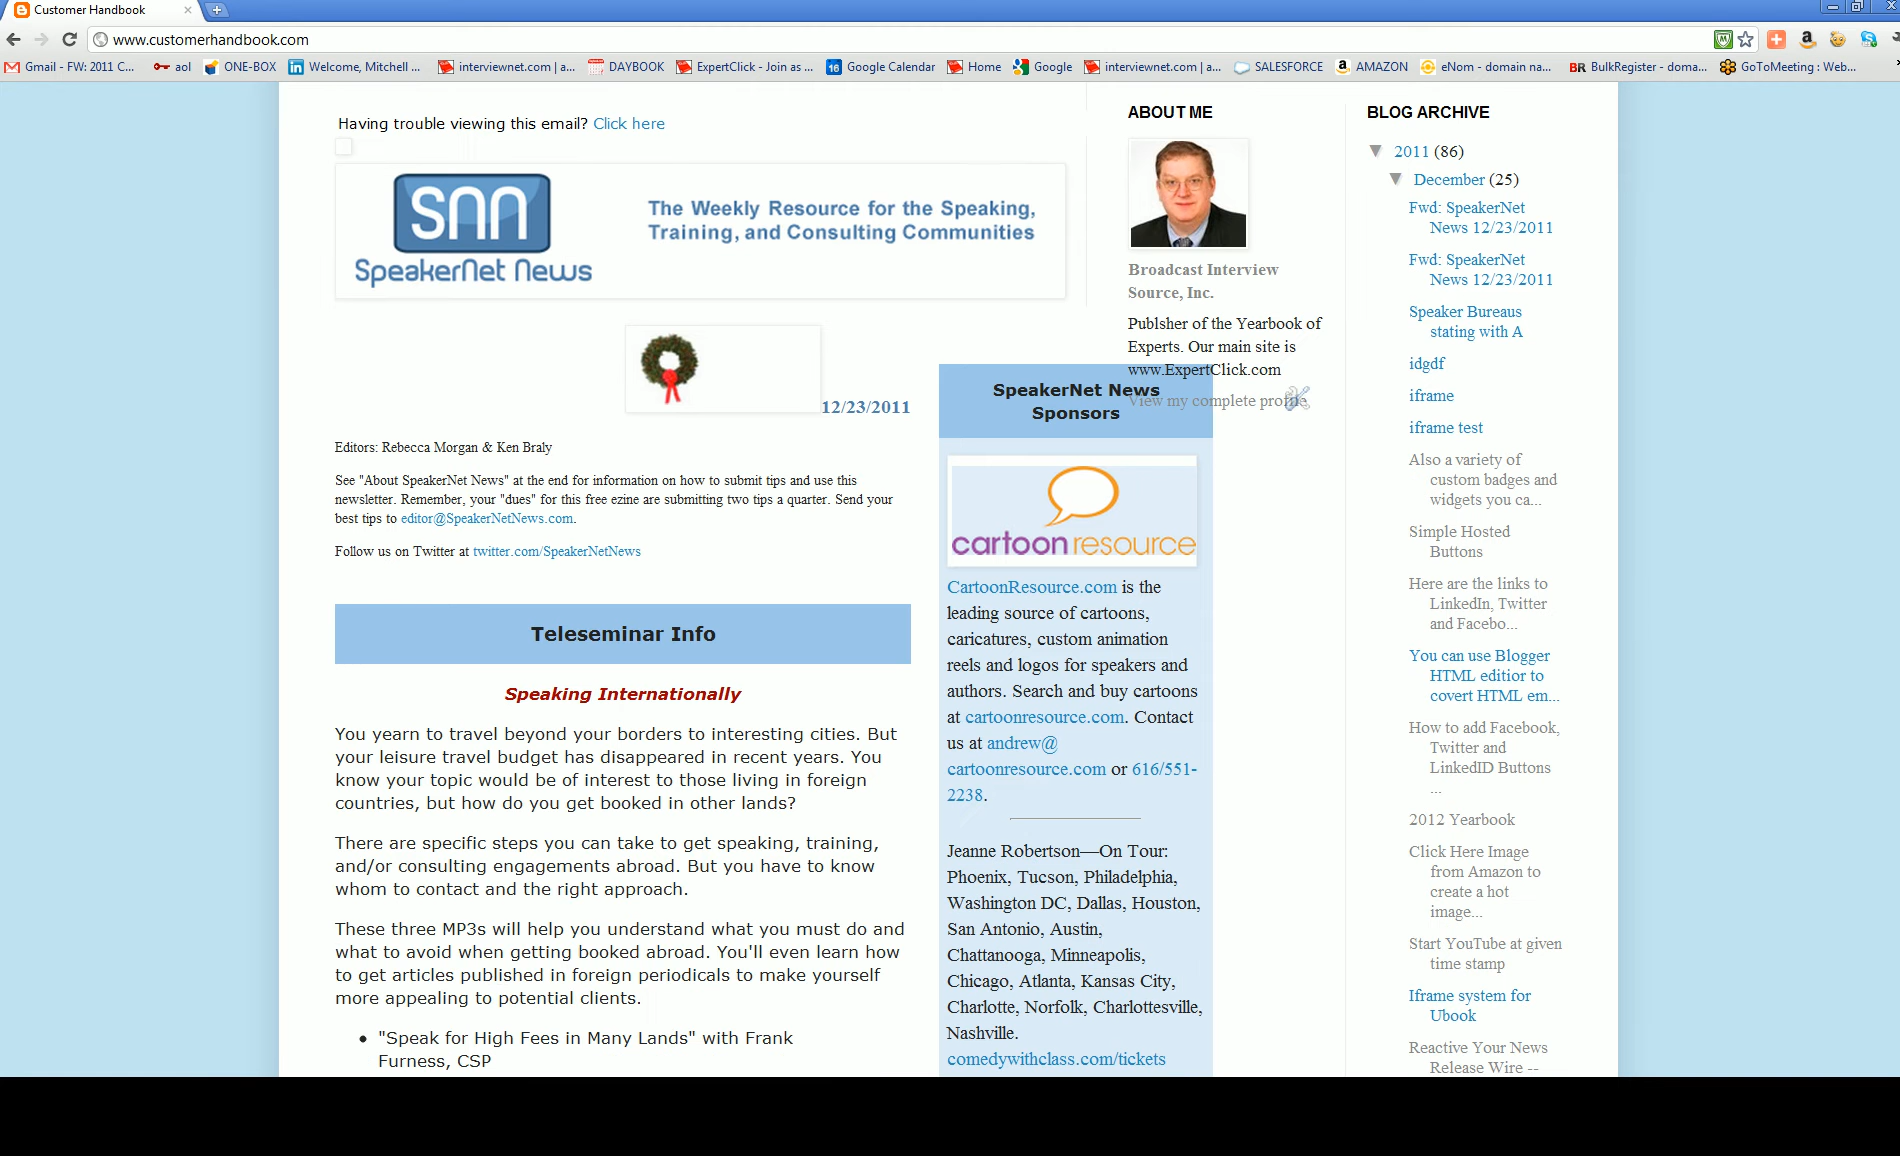 Customer Handbook
www.customerhandbook.com
Gmail - FW: 2011 C...
aol
ONE-BOX
Welcome, Mitchell ...
interviewnet.com | a...
DAYBOOK
ExpertClick - Join as ...
16
Google Calendar
Home
Google
interviewnet.com | a...
SALESFORCE
AMAZON
eNom - domain na...
BR
BulkRegister - doma...
GoToMeeting : Web...
Having trouble viewing this email? Click here
SNN
SpeakerNet News
The Weekly Resource for the Speaking,
Training, and Consulting Communities
12/23/2011
Editors: Rebecca Morgan & Ken Braly
See "About SpeakerNet News" at the end for information on how to submit tips and use this
newsletter. Remember, your "dues" for this free ezine are submitting two tips a quarter. Send your
best tips to editor@SpeakerNetNews.com.
Follow us on Twitter at twitter.com/SpeakerNetNews
Teleseminar Info
Speaking Internationally
You yearn to travel beyond your borders to interesting cities. But
your leisure travel budget has disappeared in recent years. You
know your topic would be of interest to those living in foreign
countries, but how do you get booked in other lands?
There are specific steps you can take to get speaking, training,
and/or consulting engagements abroad. But you have to know
whom to contact and the right approach.
These three MP3s will help you understand what you must do and
what to avoid when getting booked abroad. You'll even learn how
to get articles published in foreign periodicals to make yourself
more appealing to potential clients.
• "Speak for High Fees in Many Lands" with Frank
Furness, CSP
SpeakerNet News
Sponsors
cartoonresource
CartoonResource.com is the
leading source of cartoons,
caricatures, custom animation
reels and logos for speakers and
authors. Search and buy cartoons
at cartoonresource.com. Contact
us at andrew@
cartoonresource.com or 616/551-
2238.
Jeanne Robertson—On Tour:
Phoenix, Tucson, Philadelphia,
Washington DC, Dallas, Houston,
San Antonio, Austin,
Chattanooga, Minneapolis,
Chicago, Atlanta, Kansas City,
Charlotte, Norfolk, Charlottesville,
Nashville.
comedywithclass.com/tickets
ABOUT ME
Broadcast Interview
Source, Inc.
Publsher of the Yearbook of
Experts. Our main site is
www.ExpertClick.com
View my complete profile
BLOG ARCHIVE
▼ 2011 (86)
▼ December (25)
Fwd: SpeakerNet
News 12/23/2011
Fwd: SpeakerNet
News 12/23/2011
Speaker Bureaus
stating with A
idgdf
iframe
iframe test
Also a variety of
custom badges and
widgets you ca...
Simple Hosted
Buttons
Here are the links to
LinkedIn, Twitter
and Facebo...
You can use Blogger
HTML editior to
covert HTML em...
How to add Facebook,
Twitter and
LinkedID Buttons
...
2012 Yearbook
Click Here Image
from Amazon to
create a hot
image...
Start YouTube at given
time stamp
Iframe system for
Ubook
Reactive Your News
Release Wire --